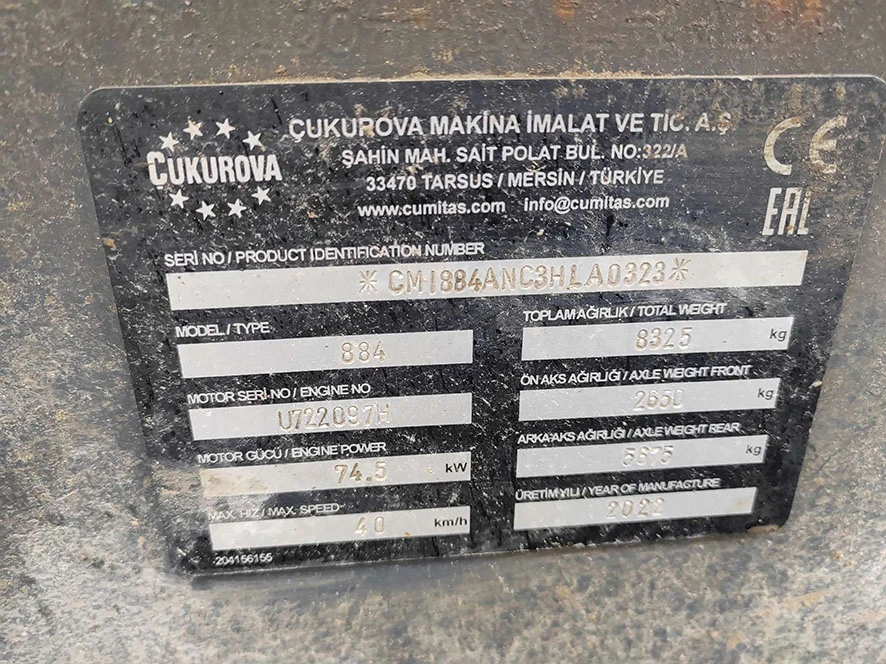 ÇUKUROVA
ÇUKUROVA MAKİNA İMALAT VE TİC. A.Ş
ŞAHİN MAH. SAİT POLAT BUL. NO:322/A
33470 TARSUS / MERSİN / TÜRKİYE
www.cumitas.com info@cumitas.com
CE
EAC
SERİ NO / PRODUCT IDENTIFICATION NUMBER
* CM1884ANC3HLA0323 *
MODEL / TYPE
884
MOTOR SERİ NO / ENGINE NO
U722097H
MOTOR GÜCÜ / ENGINE POWER
74.5 kW
MAX. HIZ / MAX. SPEED
40 km/h
204156155
TOPLAM AĞIRLIK / TOTAL WEIGHT
8325 kg
ÖN AKS AĞIRLIĞI / AXLE WEIGHT FRONT
2650 kg
ARKA AKS AĞIRLIĞI / AXLE WEIGHT REAR
5675 kg
ÜRETİM YILI / YEAR OF MANUFACTURE
2022